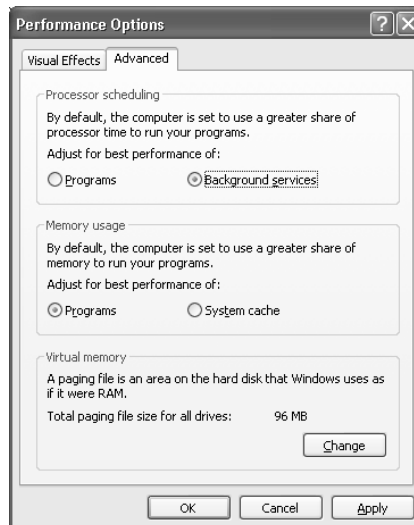 Performance Options
Visual Effects
Advanced
Processor scheduling
By default, the computer is set to use a greater share of
processor time to run your programs.
Adjust for best performance of:
Programs
Background services
Memory usage
By default, the computer is set to use a greater share of
memory to run your programs.
Adjust for best performance of:
Programs
System cache
Virtual memory
A paging file is an area on the hard disk that Windows uses as
if it were RAM.
Total paging file size for all drives: 96 MB
Change
OK Cancel Apply